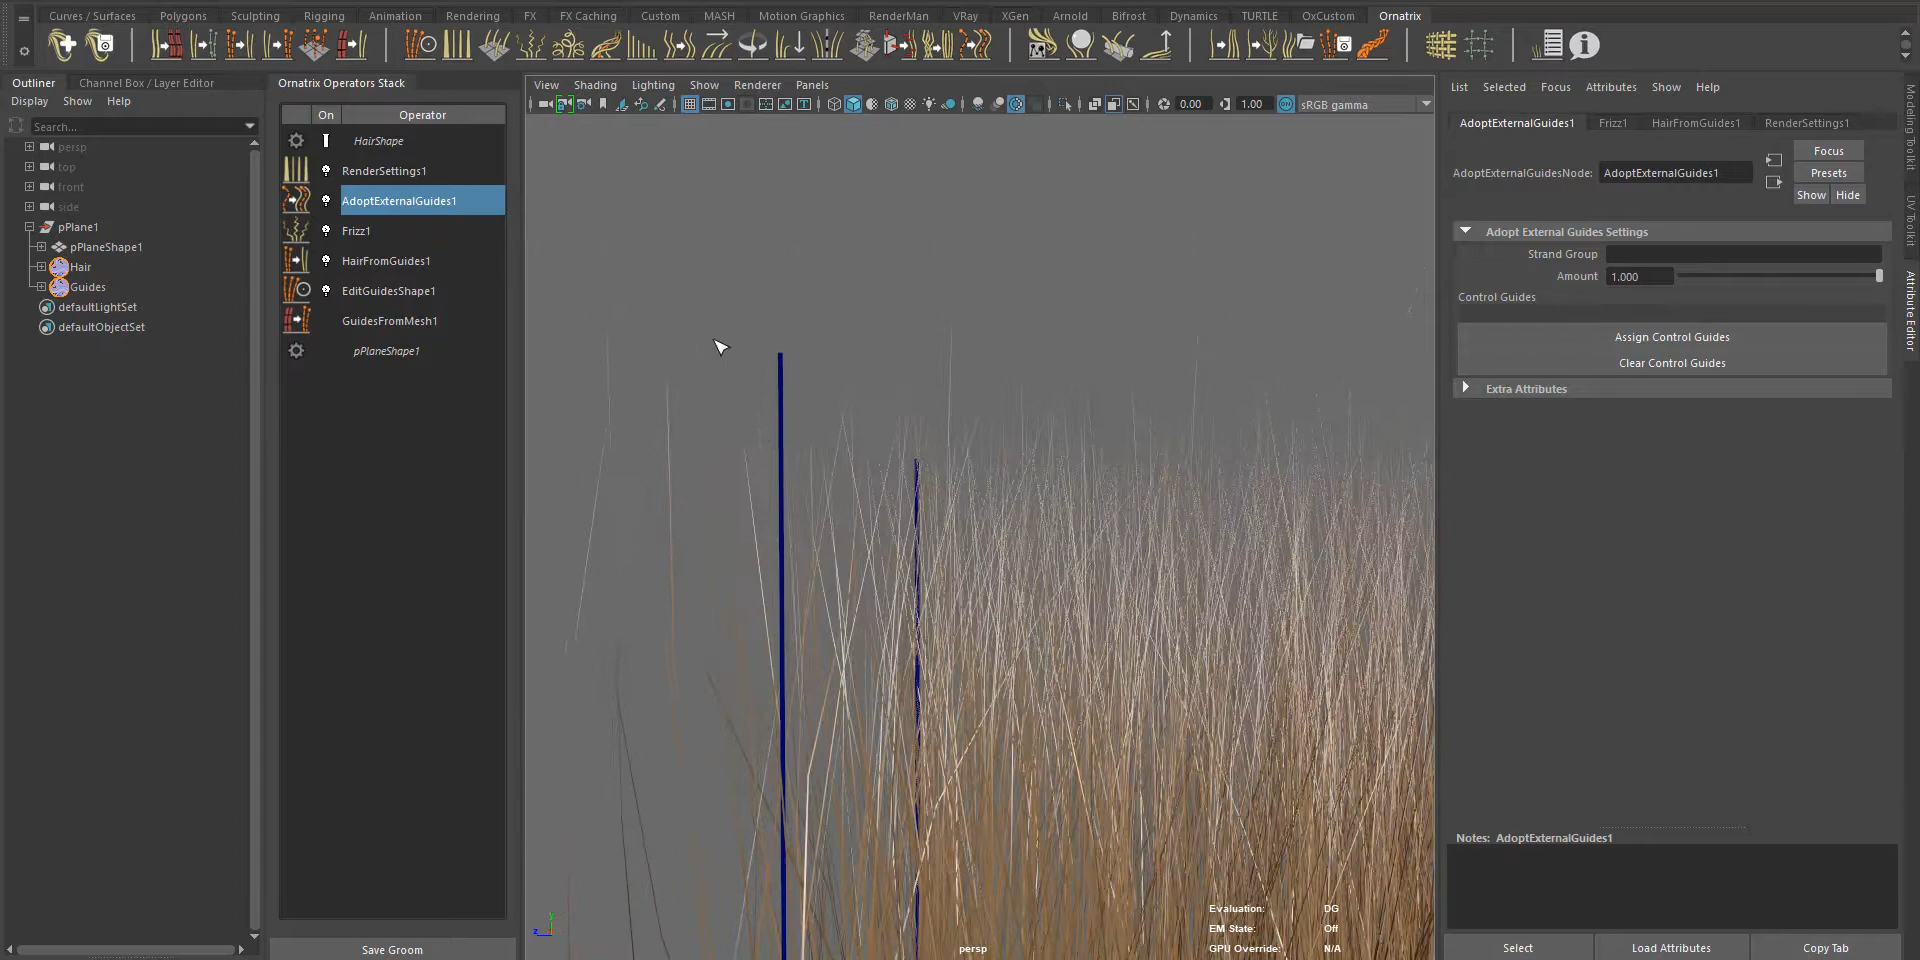 Curves / Surfaces Polygons Sculpting Rigging Animation Rendering FX FX Caching Custom MASH Motion Graphics RenderMan VRay XGen Arnold Bifrost Dynamics TURTLE OxCustom Ornatrix
Outliner Channel Box / Layer Editor
Display Show Help
Search...
persp
top
front
side
pPlane1
pPlaneShape1
Hair
Guides
defaultLightSet
defaultObjectSet
Ornatrix Operators Stack
On Operator
HairShape
RenderSettings1
AdoptExternalGuides1
Frizz1
HairFromGuides1
EditGuidesShape1
GuidesFromMesh1
pPlaneShape1
Save Groom
View Shading Lighting Show Renderer Panels
0.00 1.00 ON sRGB gamma
y
z
Evaluation: DG
EM State: Off
GPU Override: N/A
persp
List Selected Focus Attributes Show Help
AdoptExternalGuides1 Frizz1 HairFromGuides1 RenderSettings1
Focus
AdoptExternalGuidesNode: AdoptExternalGuides1 Presets
Show Hide
Adopt External Guides Settings
Strand Group
Amount 1.000
Control Guides
Assign Control Guides
Clear Control Guides
Extra Attributes
Notes: AdoptExternalGuides1
Select Load Attributes Copy Tab
Modeling Toolkit
UV Toolkit
Attribute Editor